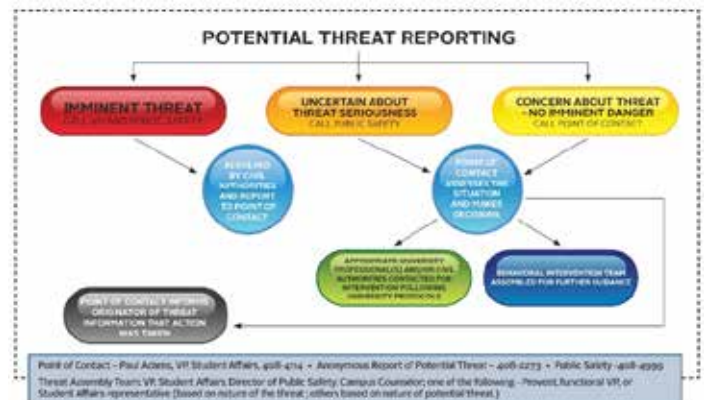 POTENTIAL THREAT REPORTING
IMMINENT THREAT
CALL PUBLIC SAFETY
UNCERTAIN ABOUT
THREAT SERIOUSNESS
CALL PUBLIC SAFETY
CONCERN ABOUT THREAT
- NO IMMINENT DANGER
CALL POINT OF CONTACT
RESOLVED
BY CIVIL
AUTHORITIES
AND REPORT
TO POINT OF
CONTACT
POINT OF
CONTACT
ASSESSES THE
SITUATION
AND MAKES
DECISIONS
APPROPRIATE UNIVERSITY
PROFESSIONAL(S) AND/OR CIVIL
AUTHORITIES CONTACTED FOR
INTERVENTION FOLLOWING
UNIVERSITY PROTOCOLS
BEHAVIORAL INTERVENTION TEAM
ASSEMBLED FOR FURTHER GUIDANCE
POINT OF CONTACT INFORMS
ORIGINATOR OF THREAT
INFORMATION THAT ACTION
WAS TAKEN
Point of Contact – Paul, VP, Student Affairs, 408-4114 • Anonymous Report of Potential Threat – 408-2273 • Public Safety -408-4999
Threat Assembly Team: VP, Student Affairs, Director of Public Safety, Campus Counselor; one of the following – Provost, functional VP, or
Student Affairs representative (based on nature of the threat; others based on nature of potential threat.)